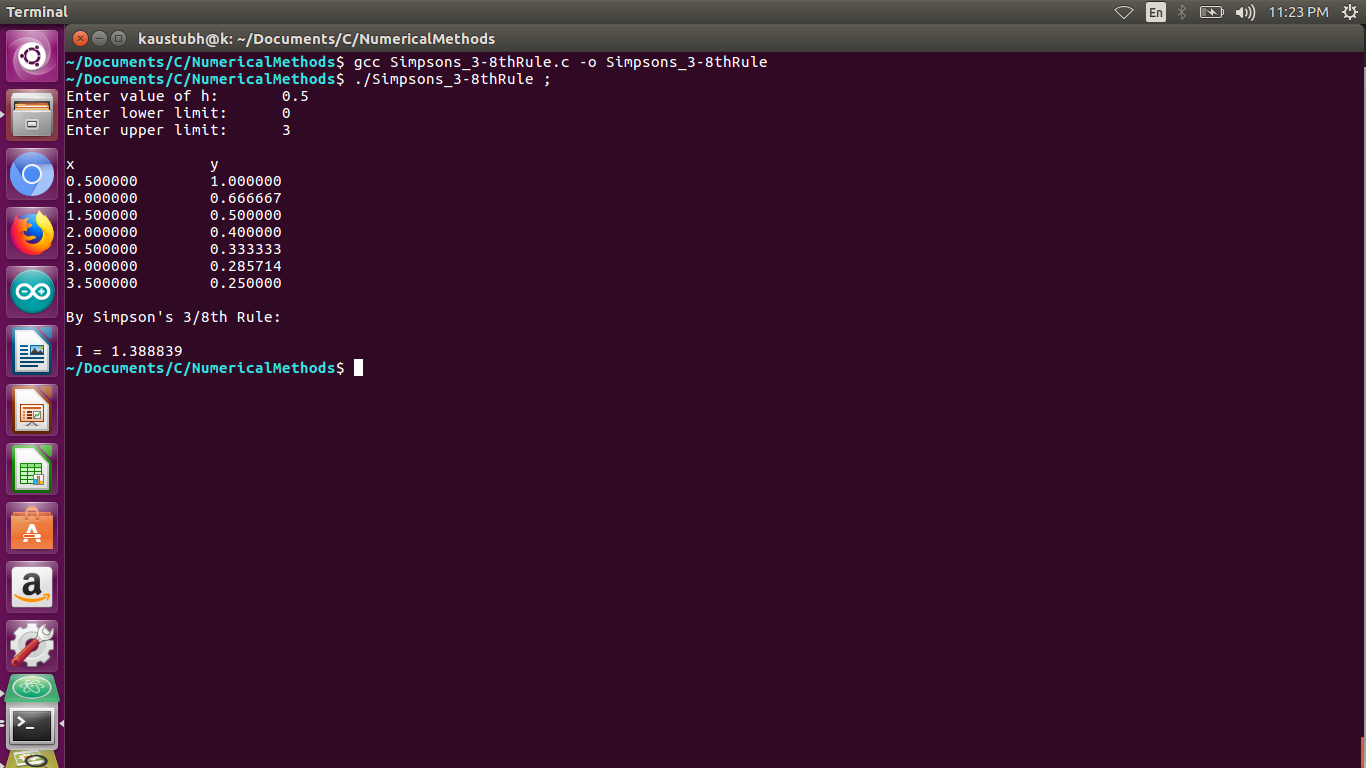 Terminal
En
11:23 PM
kaustubh@k: ~/Documents/C/NumericalMethods
~/Documents/C/NumericalMethods$ gcc Simpsons_3-8thRule.c -o Simpsons_3-8thRule
~/Documents/C/NumericalMethods$ ./Simpsons_3-8thRule ;
Enter value of h: 0.5
Enter lower limit: 0
Enter upper limit: 3
x y
0.500000 1.000000
1.000000 0.666667
1.500000 0.500000
2.000000 0.400000
2.500000 0.333333
3.000000 0.285714
3.500000 0.250000
By Simpson's 3/8th Rule:
I = 1.388839
~/Documents/C/NumericalMethods$